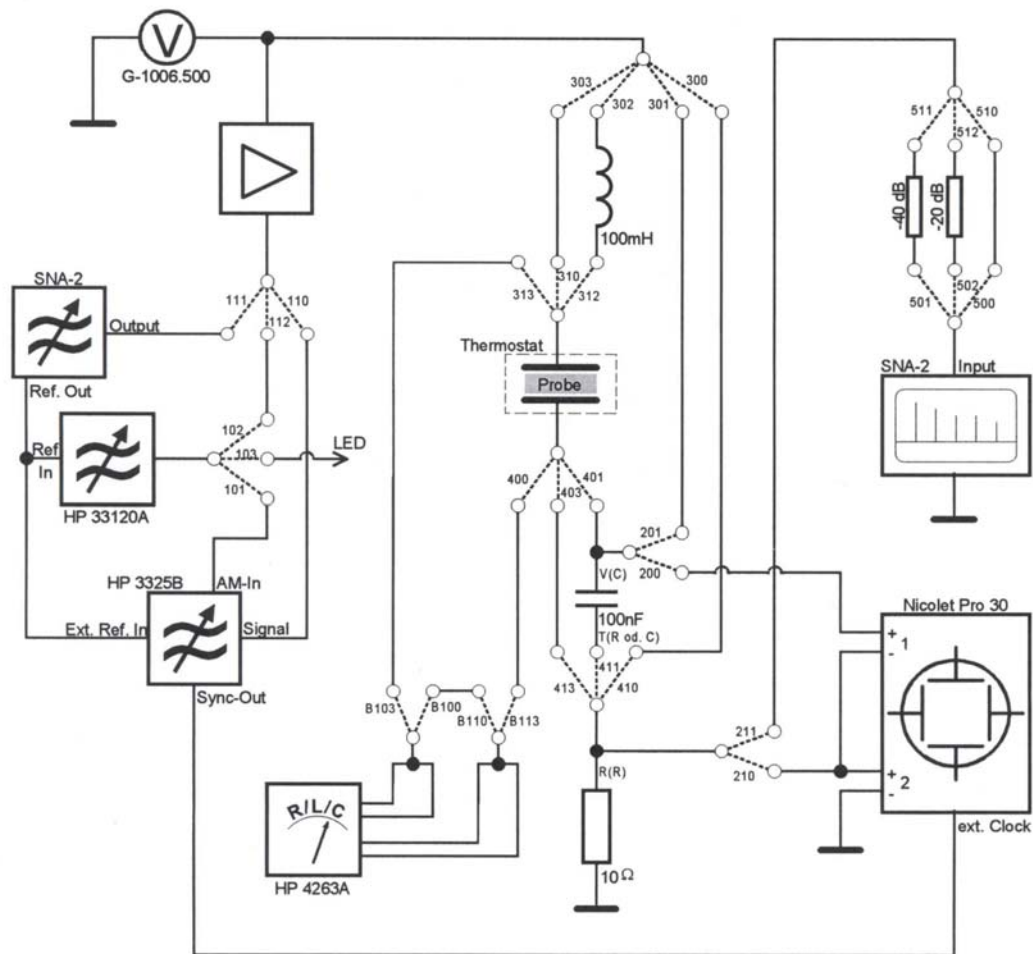 V
G-1006.500
303
302
301
300
511
512
510
-40 dB
-20 dB
100mH
SNA-2
111
112
110
Output
310
313
312
501
502
500
Thermostat
Probe
SNA-2
Input
Ref. Out
Ref
In
102
103
101
LED
HP 33120A
400
403
401
201
200
V(C)
HP 3325B
AM-In
Ext. Ref. In
Signal
Sync-Out
100nF
T(R od. C)
411
413
410
Nicolet Pro 30
+
1
-
+
2
-
B103
B100
B110
B113
211
210
R(R)
R/L/C
HP 4263A
10Ω
ext. Clock